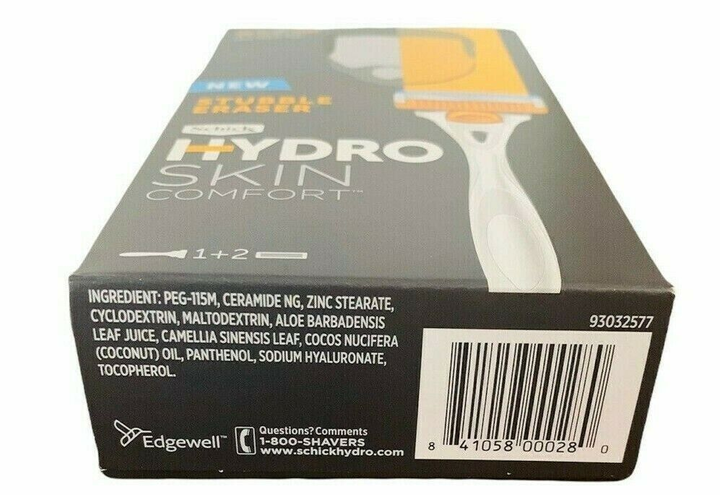 NEW
STUBBLE
ERASER
Schick
HYDRO
SKIN
COMFORT™
1+2
INGREDIENT: PEG-115M, CERAMIDE NG, ZINC STEARATE,
CYCLODEXTRIN, MALTODEXTRIN, ALOE BARBADENSIS
LEAF JUICE, CAMELLIA SINENSIS LEAF, COCOS NUCIFERA
(COCONUT) OIL, PANTHENOL, SODIUM HYALURONATE,
TOCOPHEROL.
93032577
Edgewell™
Questions? Comments
1-800-SHAVERS
www.schickhydro.com
8 41058 00028 0